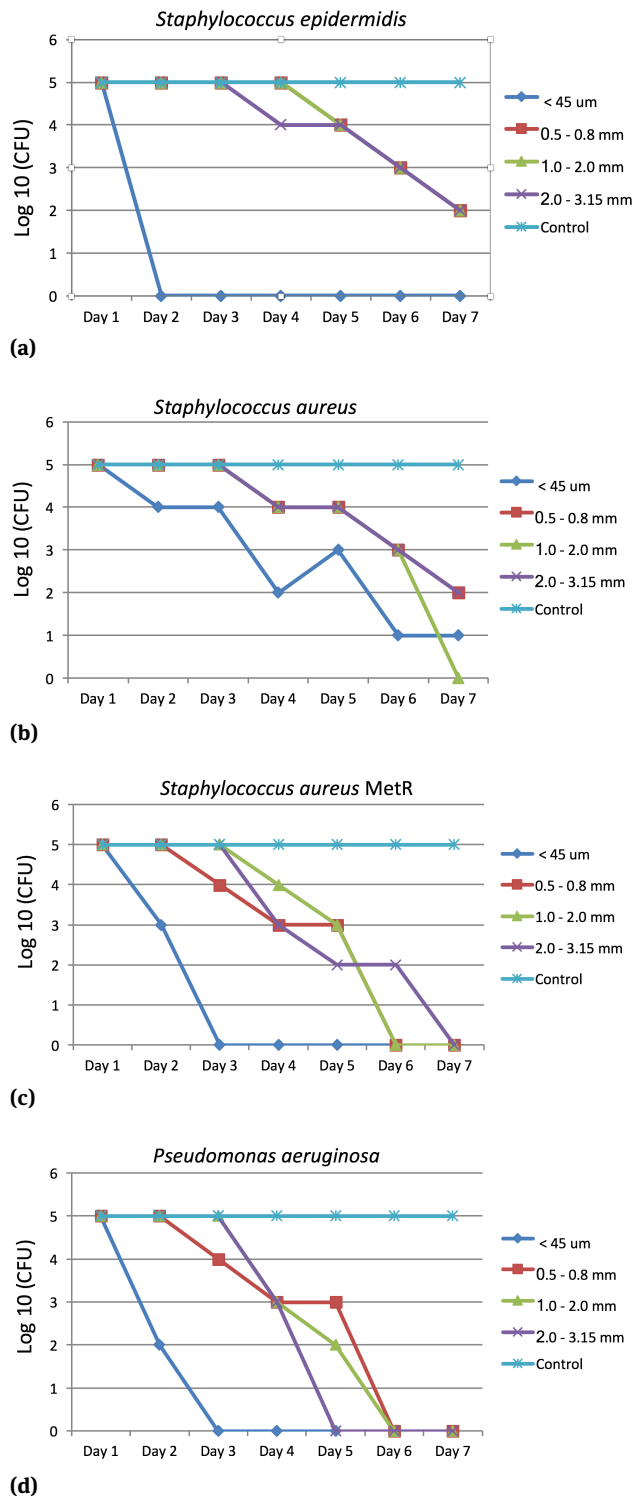 Staphylococcus epidermidis
6
5
4
3
2
1
0
Log 10 (CFU)
Day 1 Day 2 Day 3 Day 4 Day 5 Day 6 Day 7
< 45 um
0.5 - 0.8 mm
1.0 - 2.0 mm
2.0 - 3.15 mm
Control
(a)
Staphylococcus aureus
6
5
4
3
2
1
0
Log 10 (CFU)
Day 1 Day 2 Day 3 Day 4 Day 5 Day 6 Day 7
< 45 um
0.5 - 0.8 mm
1.0 - 2.0 mm
2.0 - 3.15 mm
Control
(b)
Staphylococcus aureus MetR
6
5
4
3
2
1
0
Log 10 (CFU)
Day 1 Day 2 Day 3 Day 4 Day 5 Day 6 Day 7
< 45 um
0.5 - 0.8 mm
1.0 - 2.0 mm
2.0 - 3.15 mm
Control
(c)
Pseudomonas aeruginosa
6
5
4
3
2
1
0
Log 10 (CFU)
Day 1 Day 2 Day 3 Day 4 Day 5 Day 6 Day 7
< 45 um
0.5 - 0.8 mm
1.0 - 2.0 mm
2.0 - 3.15 mm
Control
(d)